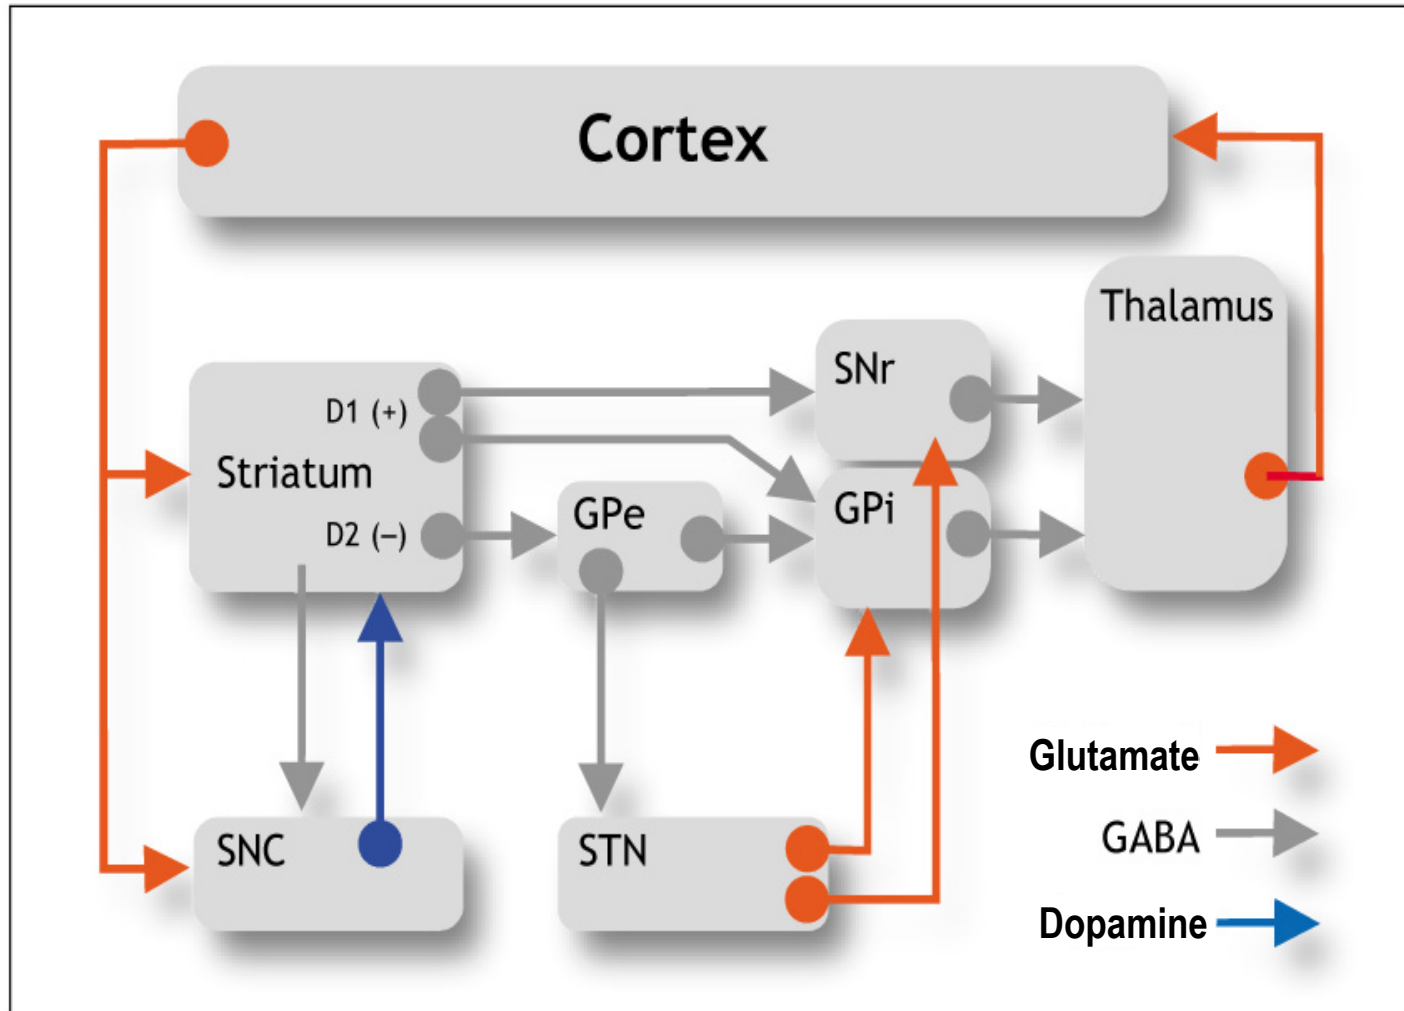 Cortex
Thalamus
SNr
D1 (+)
Striatum
GPe
GPi
D2 (–)
Glutamate
SNC
STN
GABA
Dopamine